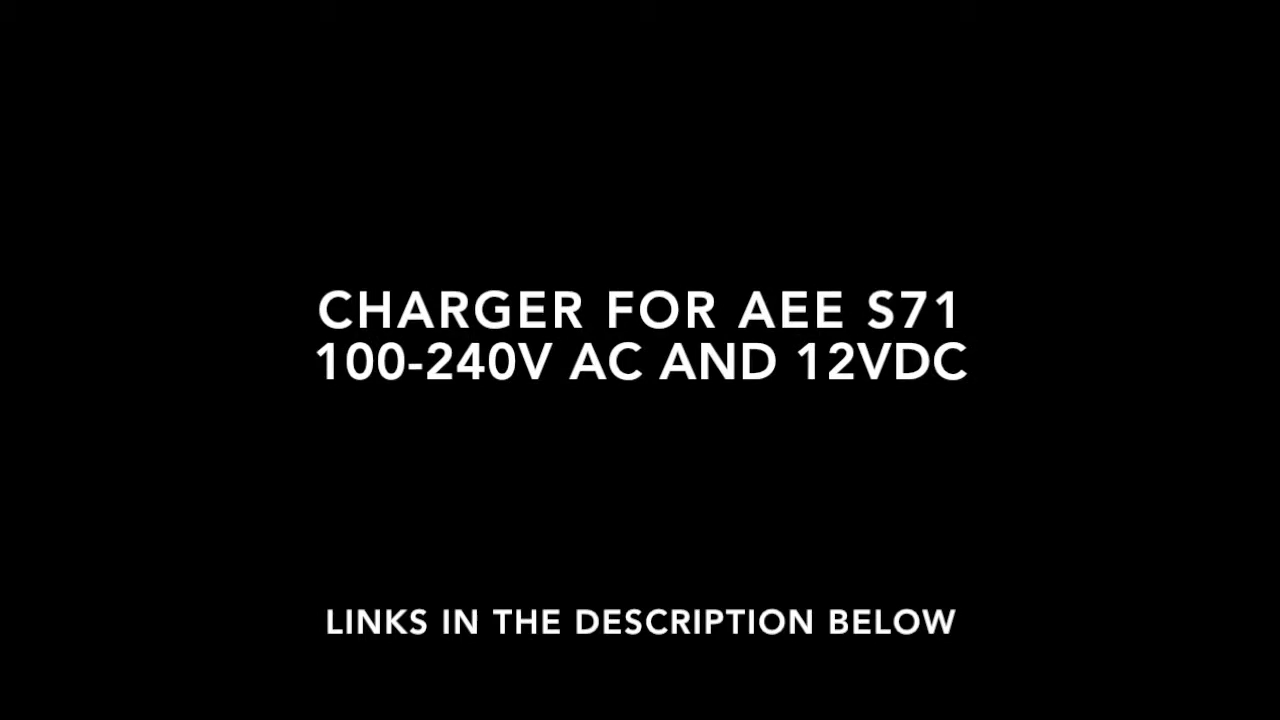 CHARGER FOR AEE S71
100-240V AC AND 12VDC
LINKS IN THE DESCRIPTION BELOW